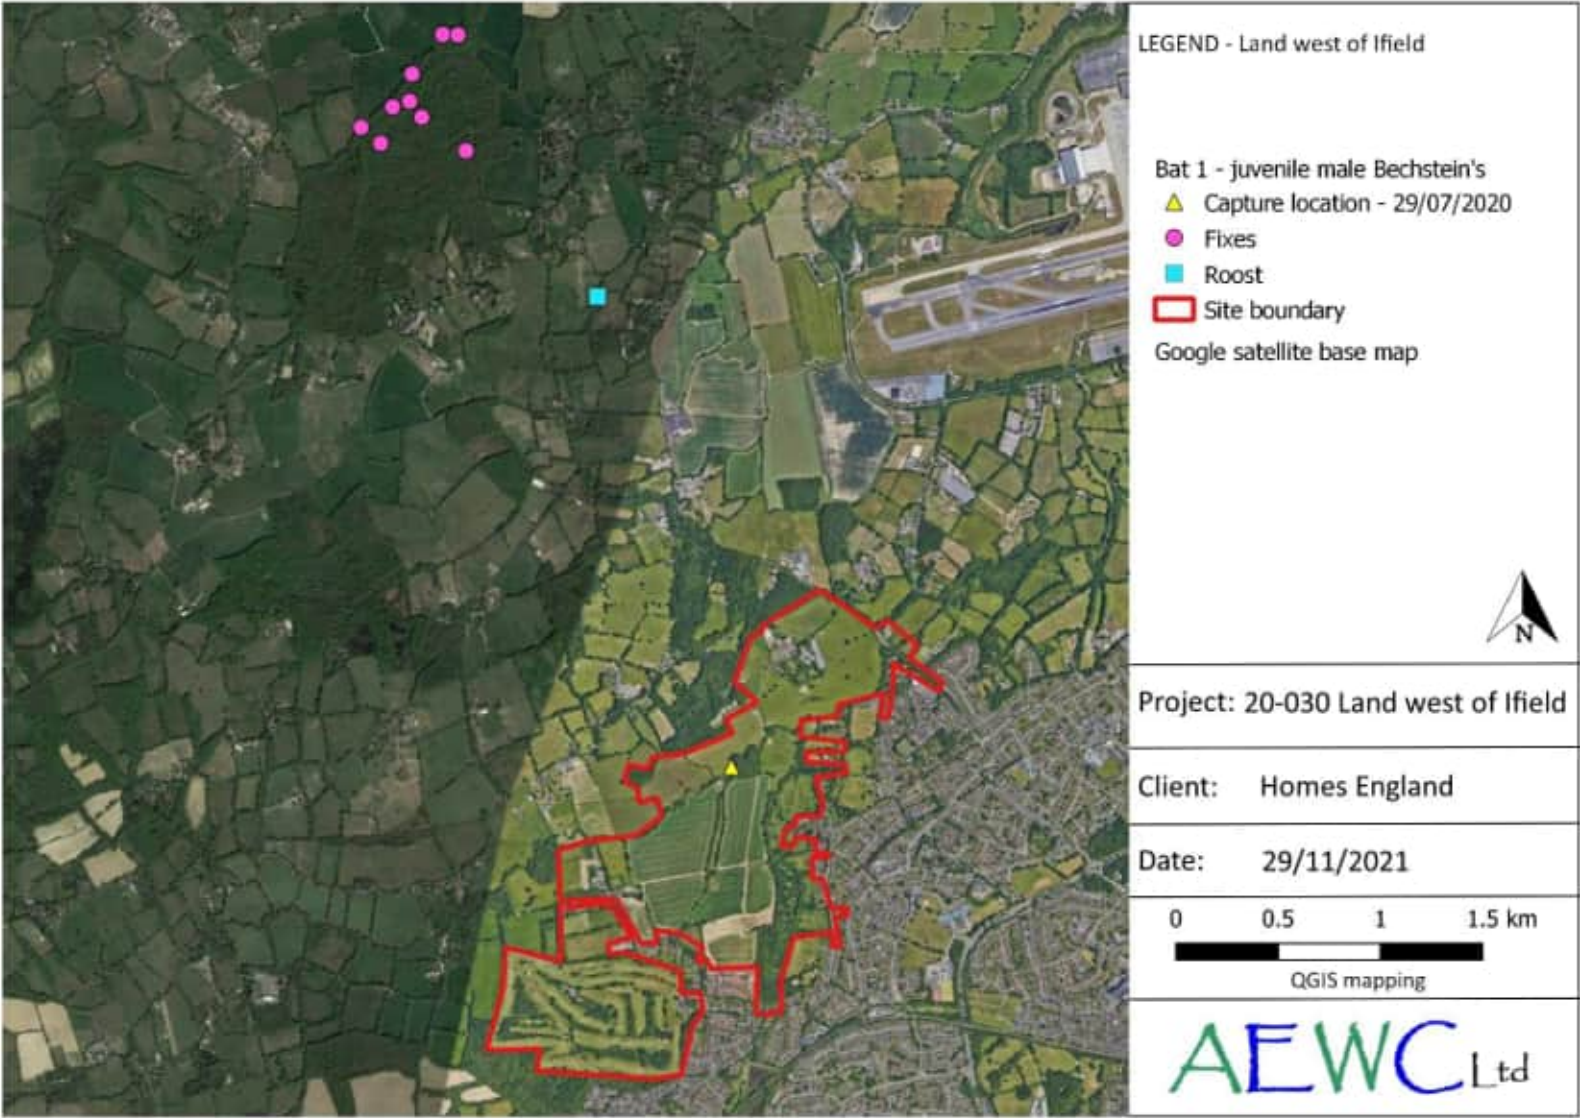 LEGEND - Land west of Ifield
Bat 1 - juvenile male Bechstein's
Capture location - 29/07/2020
Fixes
Roost
Site boundary
Google satellite base map
N
Project: 20-030 Land west of Ifield
Client: Homes England
Date: 29/11/2021
0 0.5 1 1.5 km
QGIS mapping
AEWC Ltd